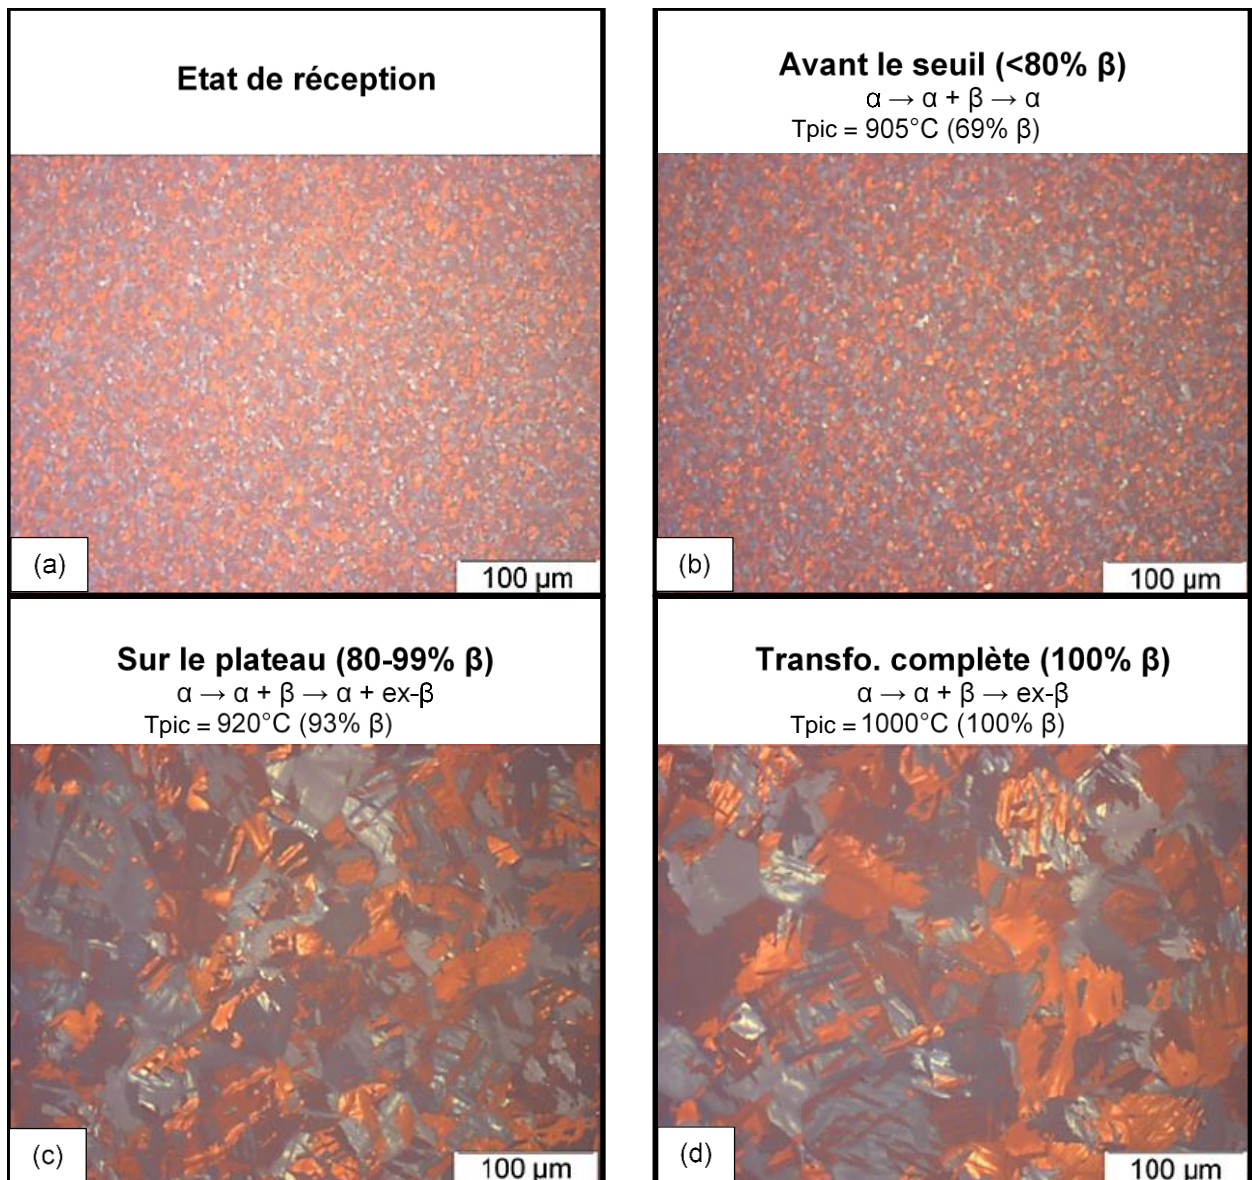 Etat de réception
(a)
100 µm
Avant le seuil (<80% β)
α → α + β → α
Tpic = 905°C (69% β)
(b)
100 µm
Sur le plateau (80-99% β)
α → α + β → α + ex-β
Tpic = 920°C (93% β)
(c)
100 µm
Transfo. complète (100% β)
α → α + β → ex-β
Tpic = 1000°C (100% β)
(d)
100 µm